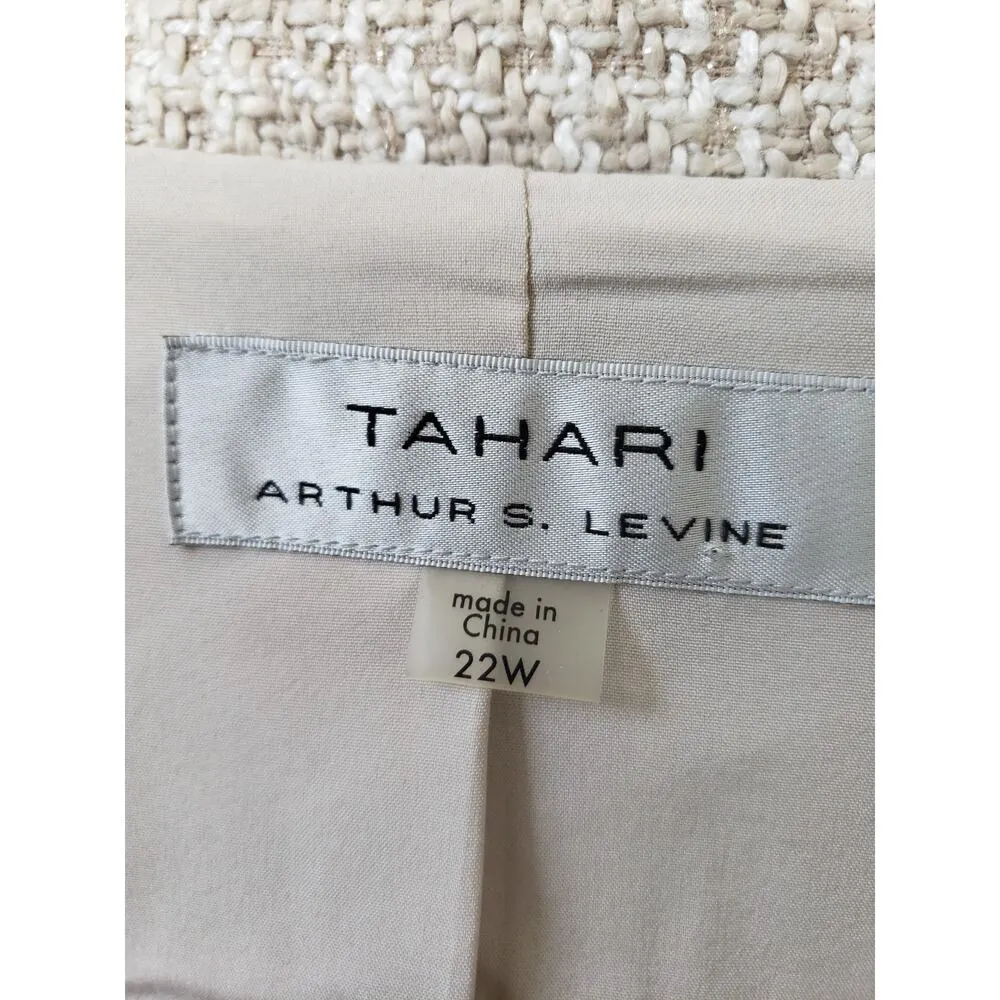 TAHARI
ARTHUR S. LEVINE
made in
China
22W